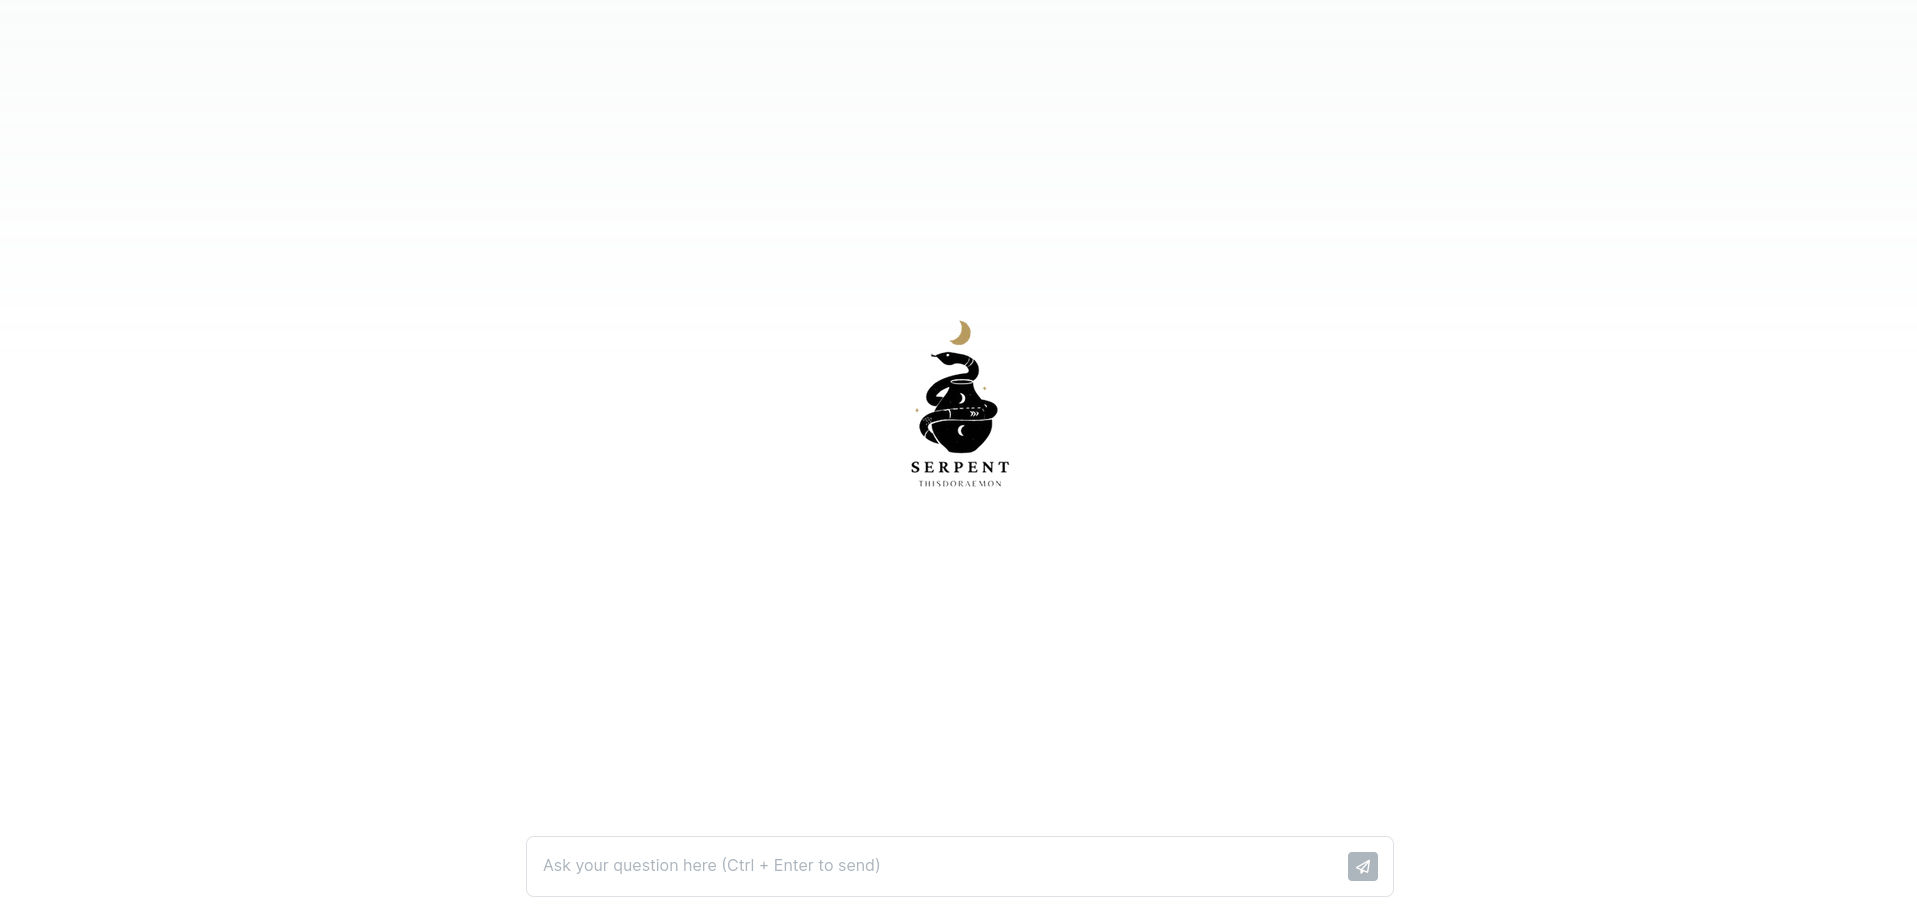 SERPENT
THISDORAEMON
Ask your question here (Ctrl + Enter to send)